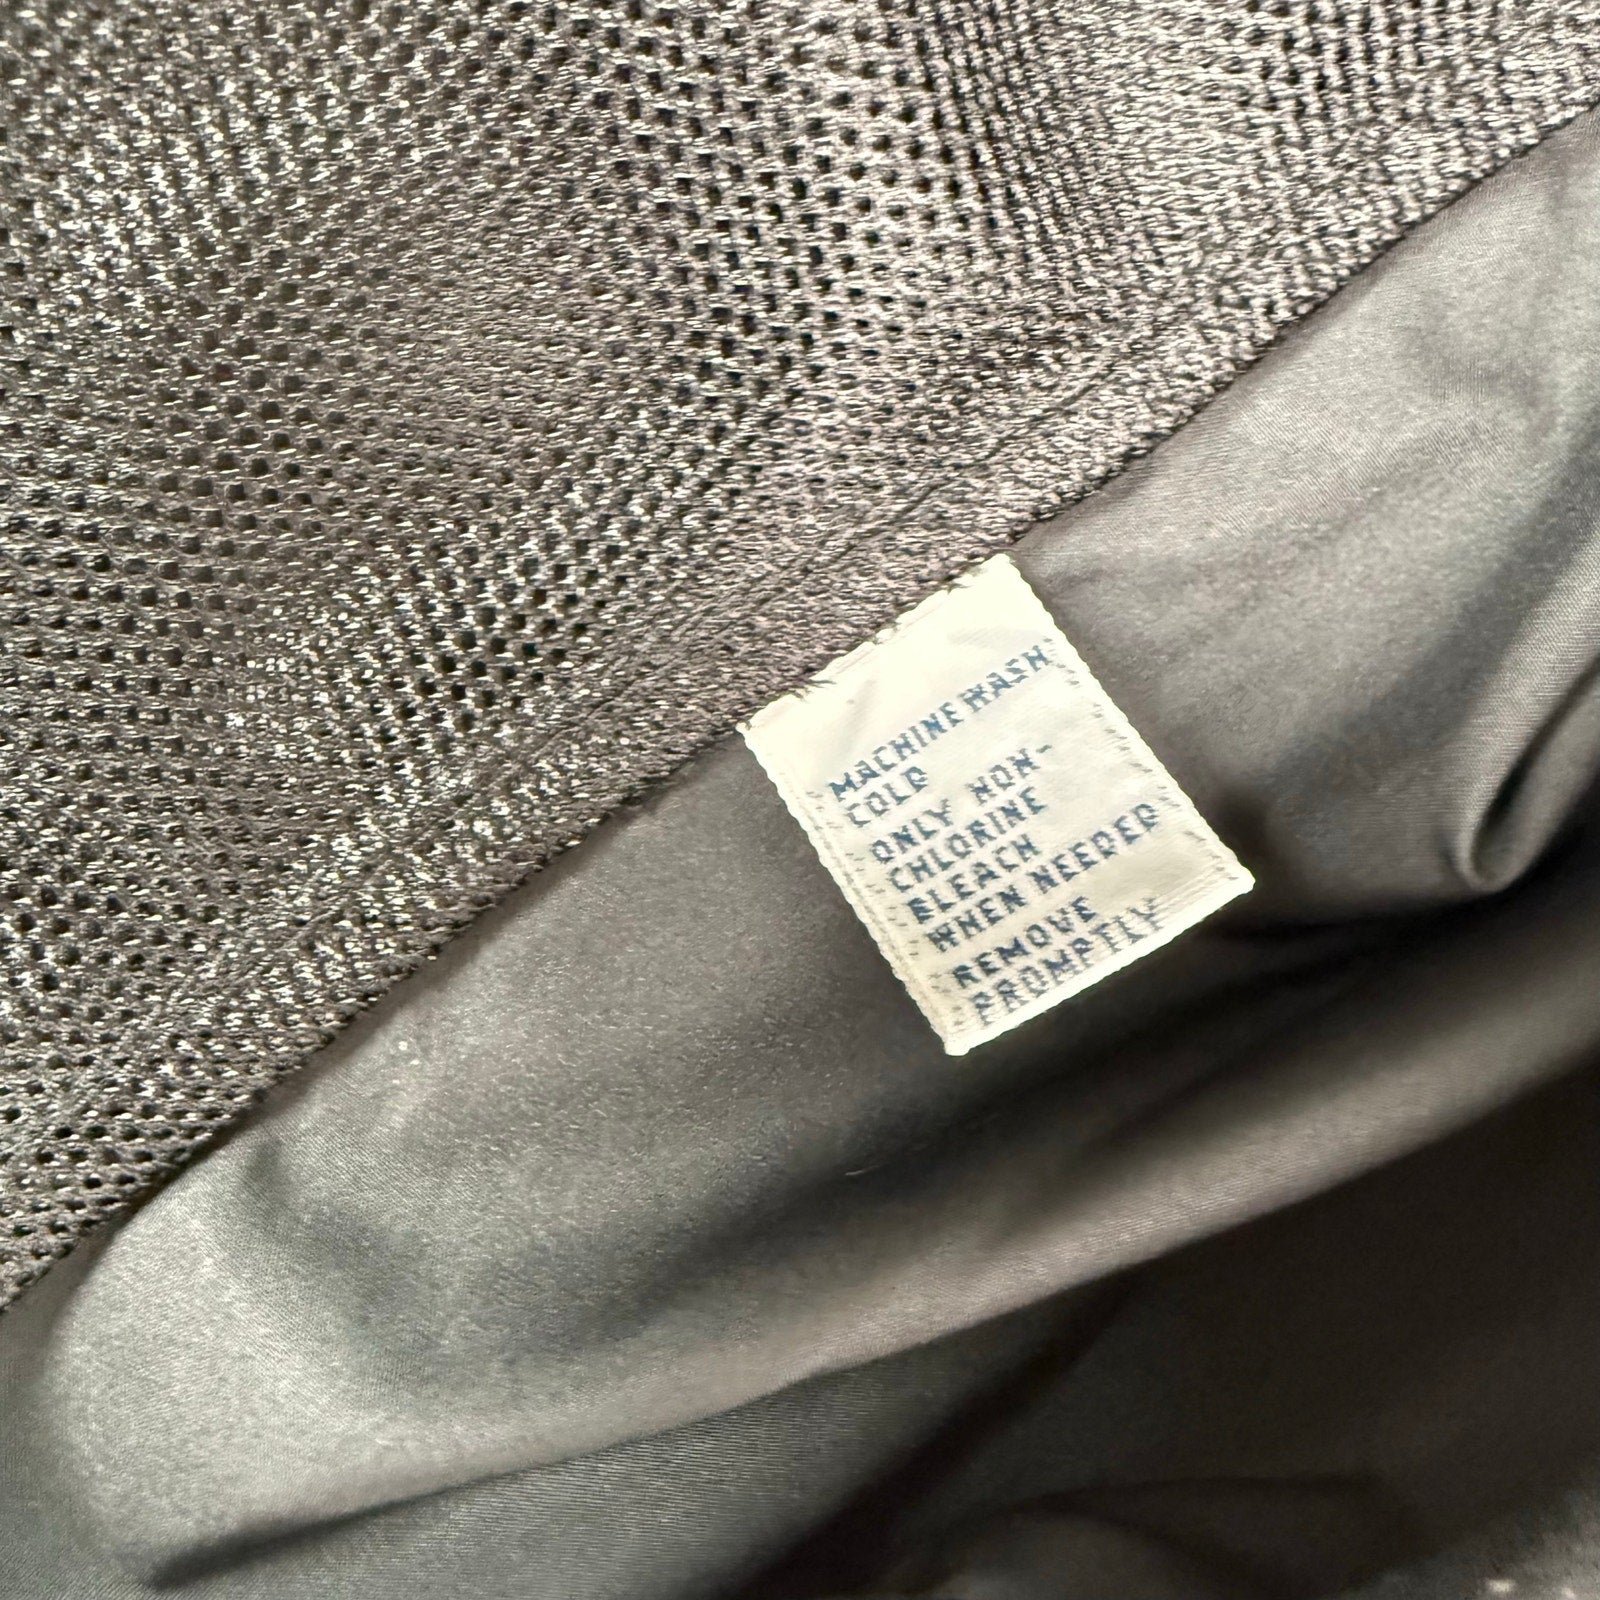 MACHINE WASH
COLD
ONLY NON-
CHLORINE
BLEACH
WHEN NEEDED
REMOVE
PROMPTLY